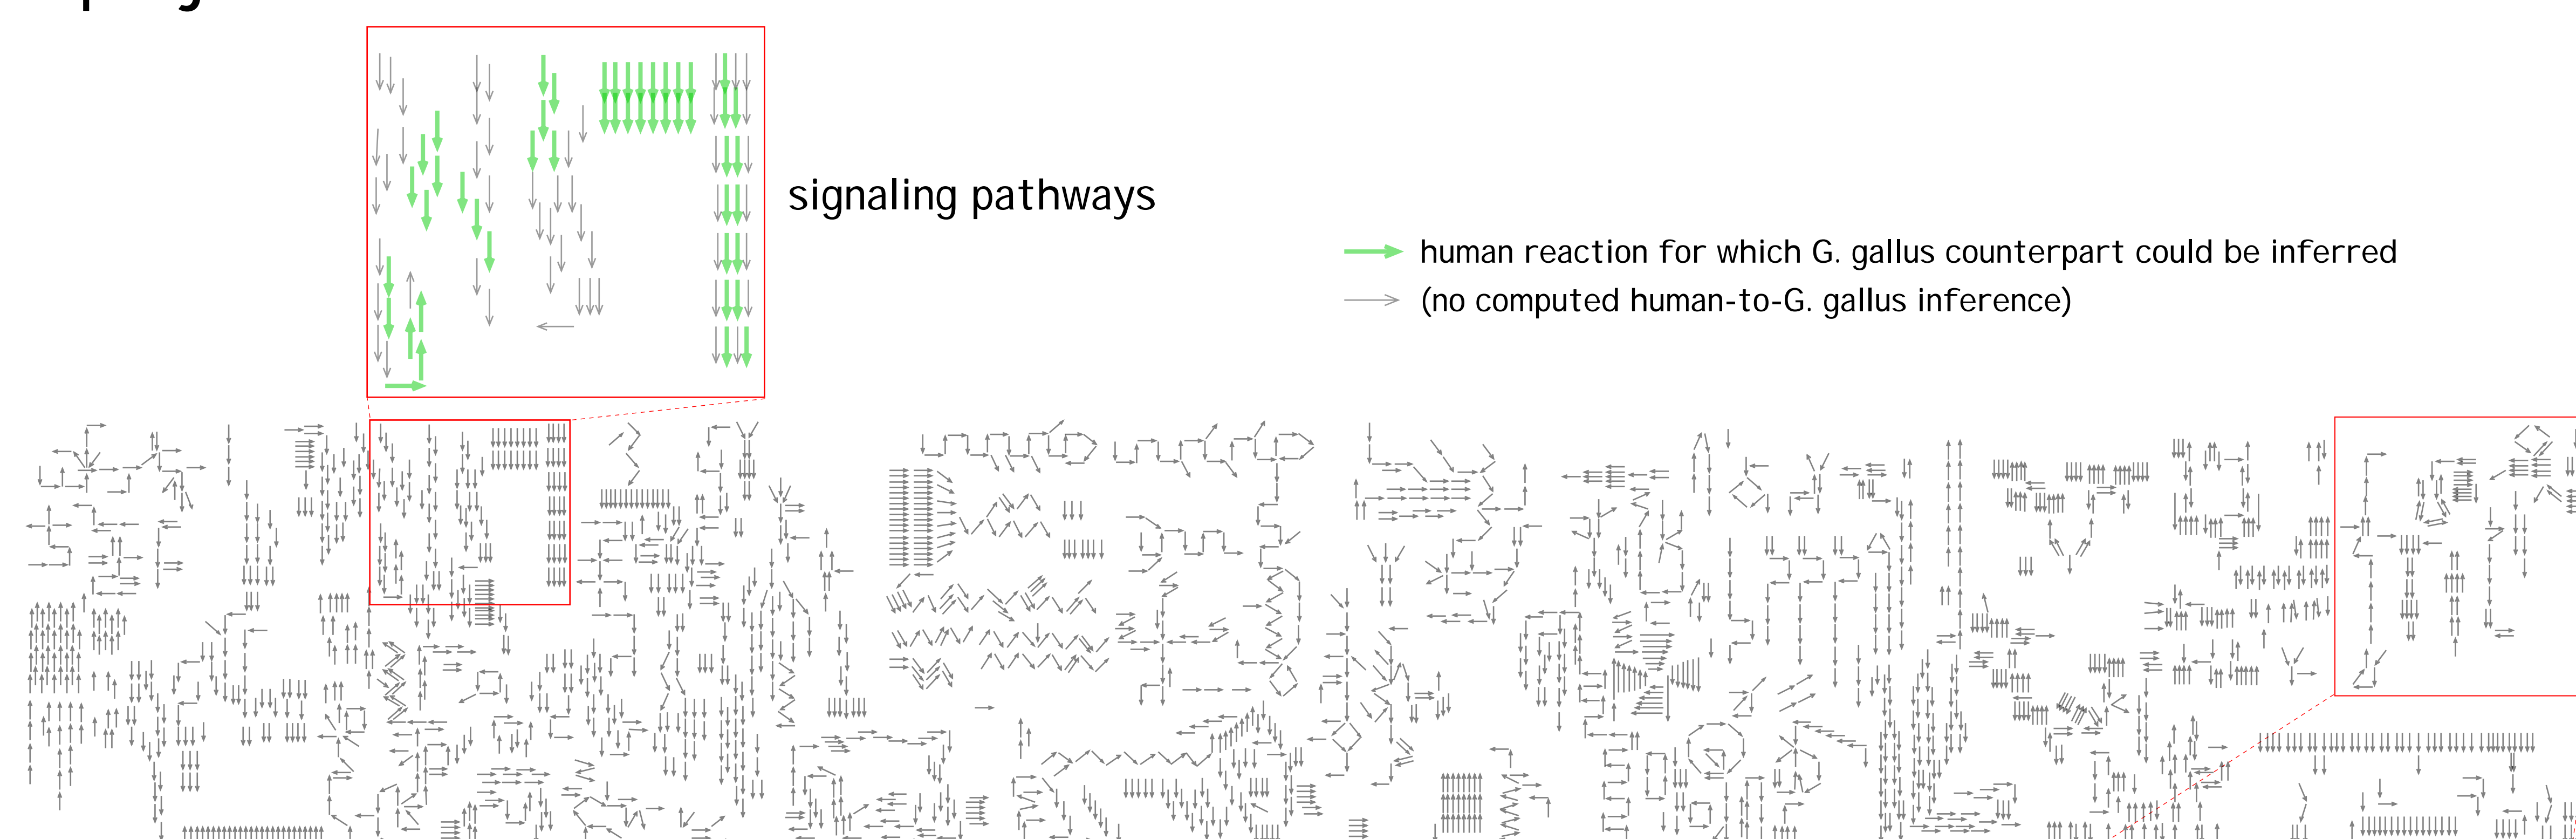 signaling pathways
human reaction for which G. gallus counterpart could be inferred
(no computed human-to-G. gallus inference)